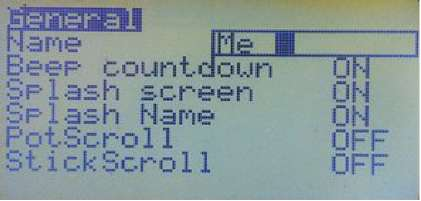 General
Name Me
Beep countdown ON
Splash screen ON
Splash Name ON
PotScroll OFF
StickScroll OFF